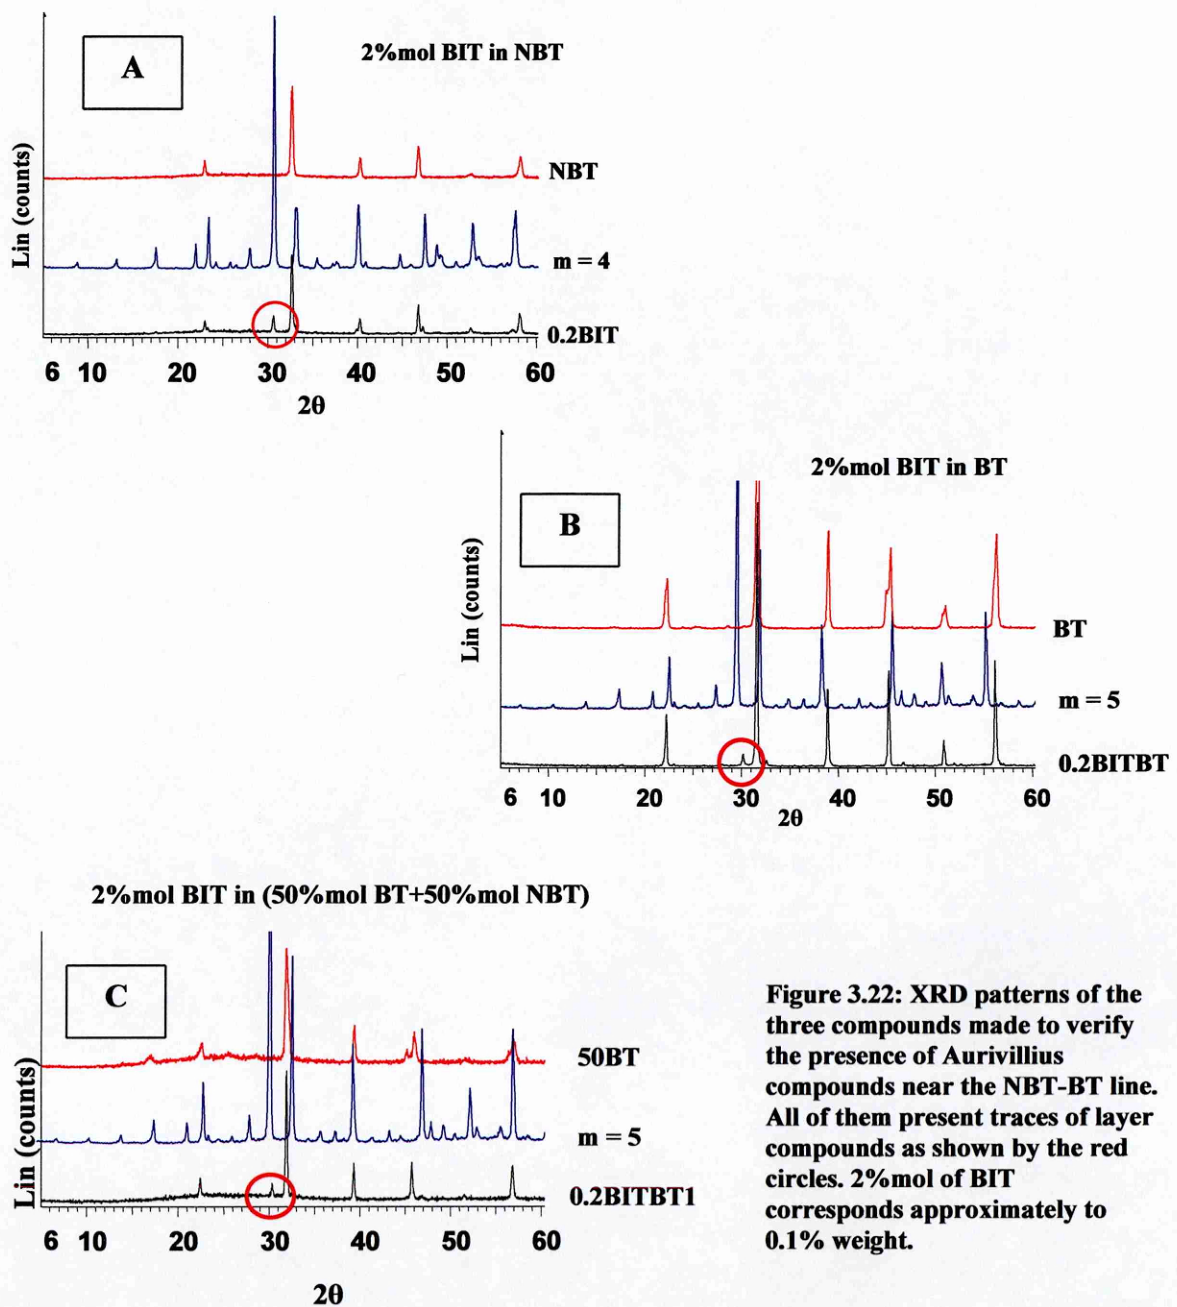 A
2%mol BIT in NBT
Lin (counts)
NBT
m = 4
0.2BIT
6 10 20 30 40 50 60
2θ
2%mol BIT in BT
B
Lin (counts)
BT
m = 5
0.2BITBT
6 10 20 30 40 50 60
2θ
2%mol BIT in (50%mol BT+50%mol NBT)
C
Lin (counts)
50BT
m = 5
0.2BITBT1
6 10 20 30 40 50 60
2θ
Figure 3.22: XRD patterns of the
three compounds made to verify
the presence of Aurivillius
compounds near the NBT-BT line.
All of them present traces of layer
compounds as shown by the red
circles. 2%mol of BIT
corresponds approximately to
0.1% weight.